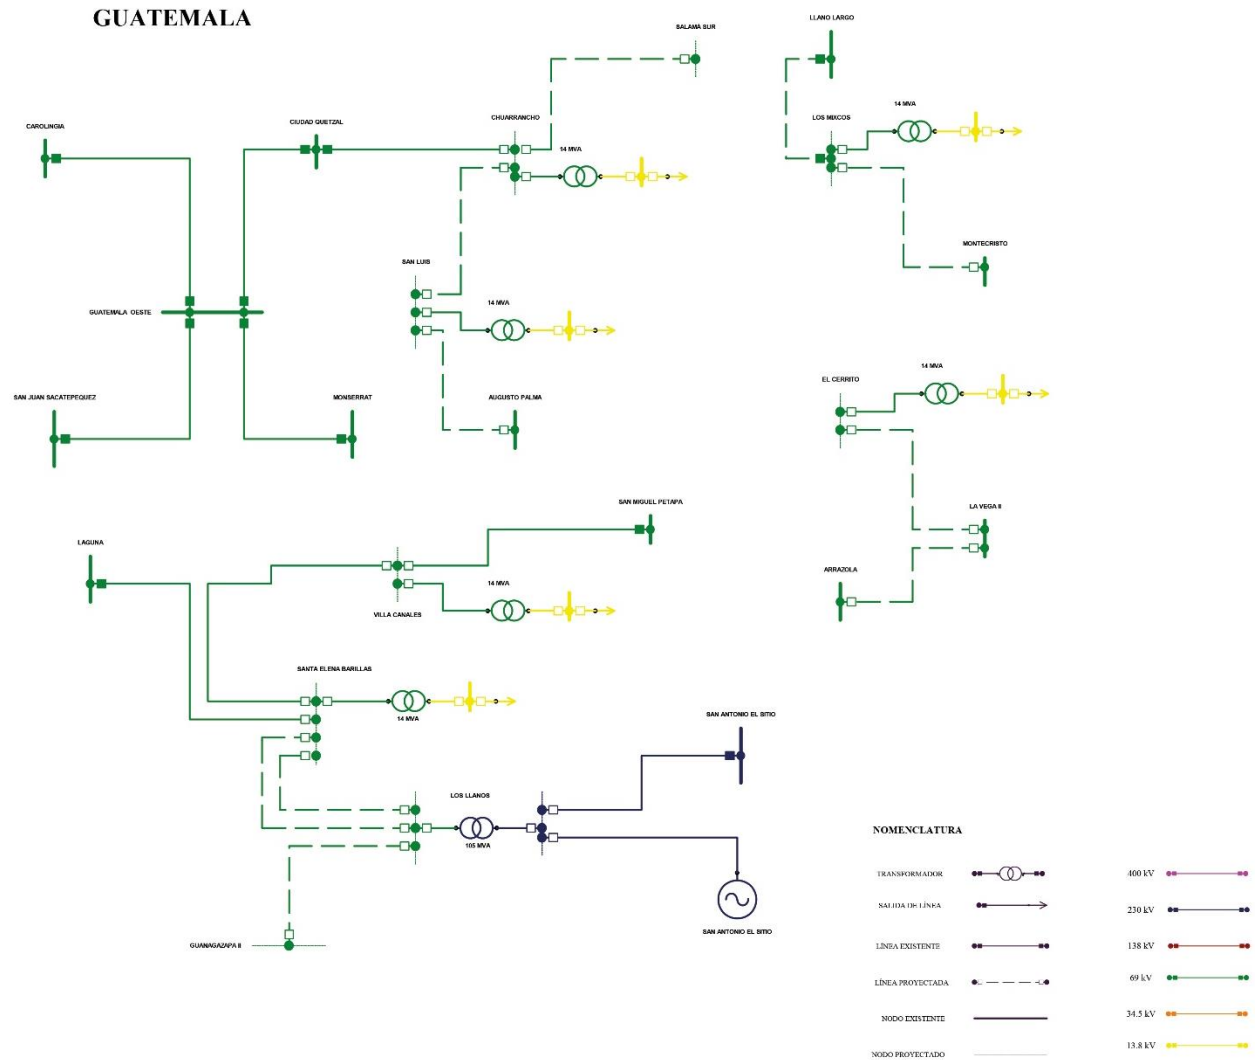 GUATEMALA
SALAMA SUR
LLANO LARGO
CAROLINGIA
CIUDAD QUETZAL
CHUARRANCHO
14 MVA
LOS MIXCOS
14 MVA
MONTECRISTO
SAN LUIS
14 MVA
GUATEMALA OESTE
SAN JUAN SACATEPEQUEZ
MONSERRAT
AUGUSTO PALMA
14 MVA
EL CERRITO
SAN MIGUEL PETAPA
LA VEGA II
LAGUNA
14 MVA
ARRAZOLA
VILLA CANALES
SANTA ELENA BARILLAS
14 MVA
SAN ANTONIO EL SITIO
LOS LLANOS
105 MVA
SAN ANTONIO EL SITIO
GUANAGAZAPA II
NOMENCLATURA
TRANSFORMADOR
400 kV
SALIDA DE LÍNEA
230 kV
LÍNEA EXISTENTE
138 kV
LÍNEA PROYECTADA
69 kV
NODO EXISTENTE
34.5 kV
NODO PROYECTADO
13.8 kV